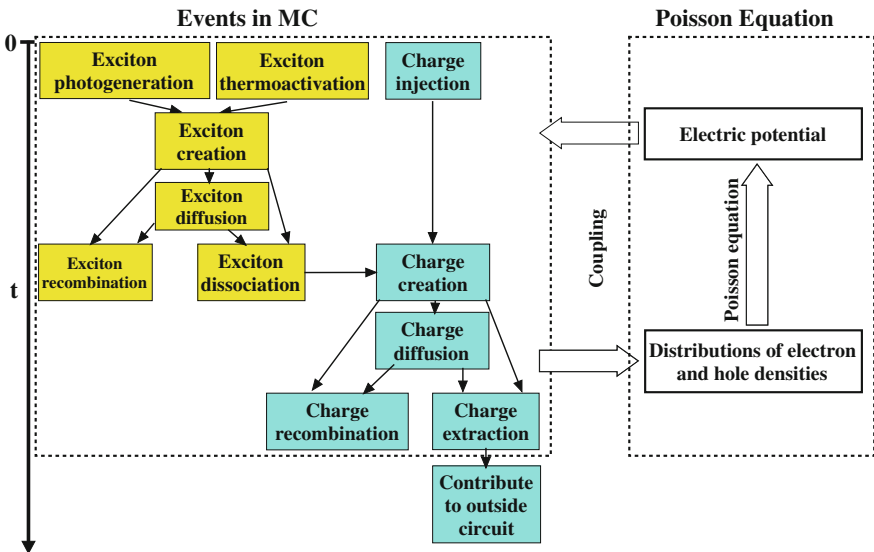 Events in MC
Poisson Equation
0
Exciton
photogeneration
Exciton
thermoactivation
Charge
injection
Exciton
creation
Electric potential
Exciton
diffusion
Exciton
recombination
Exciton
dissociation
Charge
creation
Coupling
Poisson equation
t
Charge
diffusion
Distributions of electron
and hole densities
Charge
recombination
Charge
extraction
Contribute
to outside
circuit